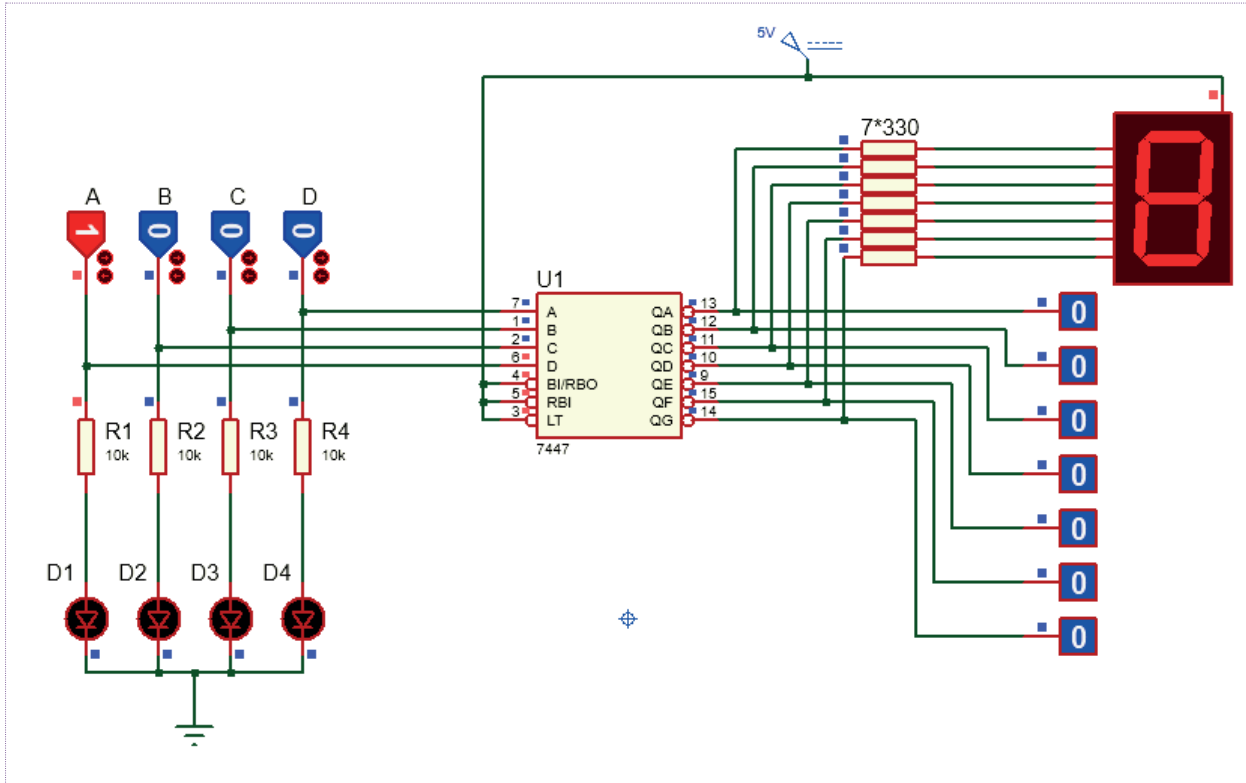 5V
7*330
A B C D
1 0 0 0
U1
7 A QA 13
1 B QB 12
2 C QC 11
6 D QD 10
4 BI/RBO QE 9
5 RBI QF 15
3 LT QG 14
7447
0
0
0
0
0
0
0
R1 R2 R3 R4
10k 10k 10k 10k
D1 D2 D3 D4